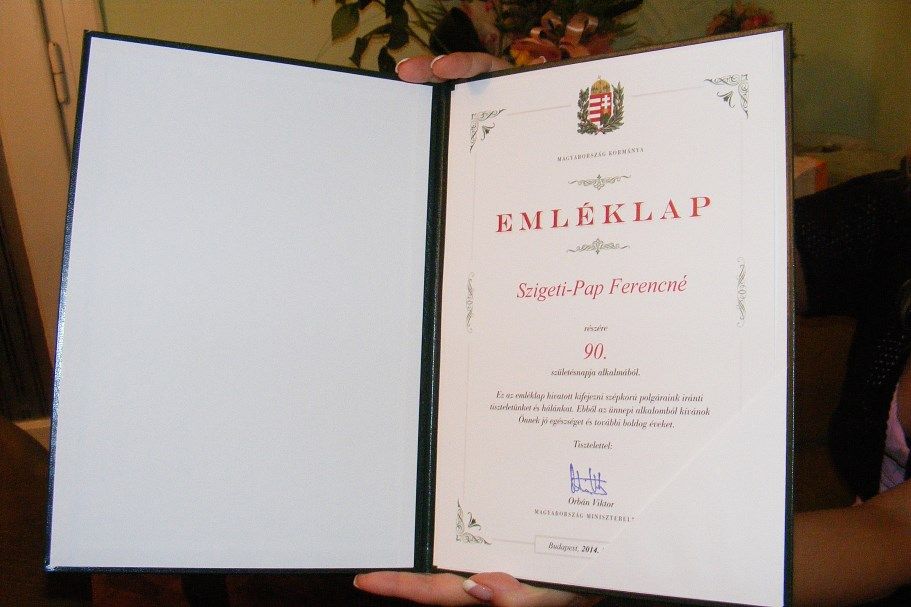 MAGYARORSZÁG KORMÁNYA
EMLÉKLAP
Szigeti-Pap Ferencné
részére
90.
születésnapja alkalmából.
Ez az emléklap hivatott kifejezni szépkorú polgáraink iránti
tiszteletünket és hálánkat. Ebből az ünnepi alkalomból kívánok
Önnek jó egészséget és további boldog éveket.
Tisztelettel:
Orbán Viktor
MAGYARORSZÁG MINISZTEREL
Budapest, 2014.